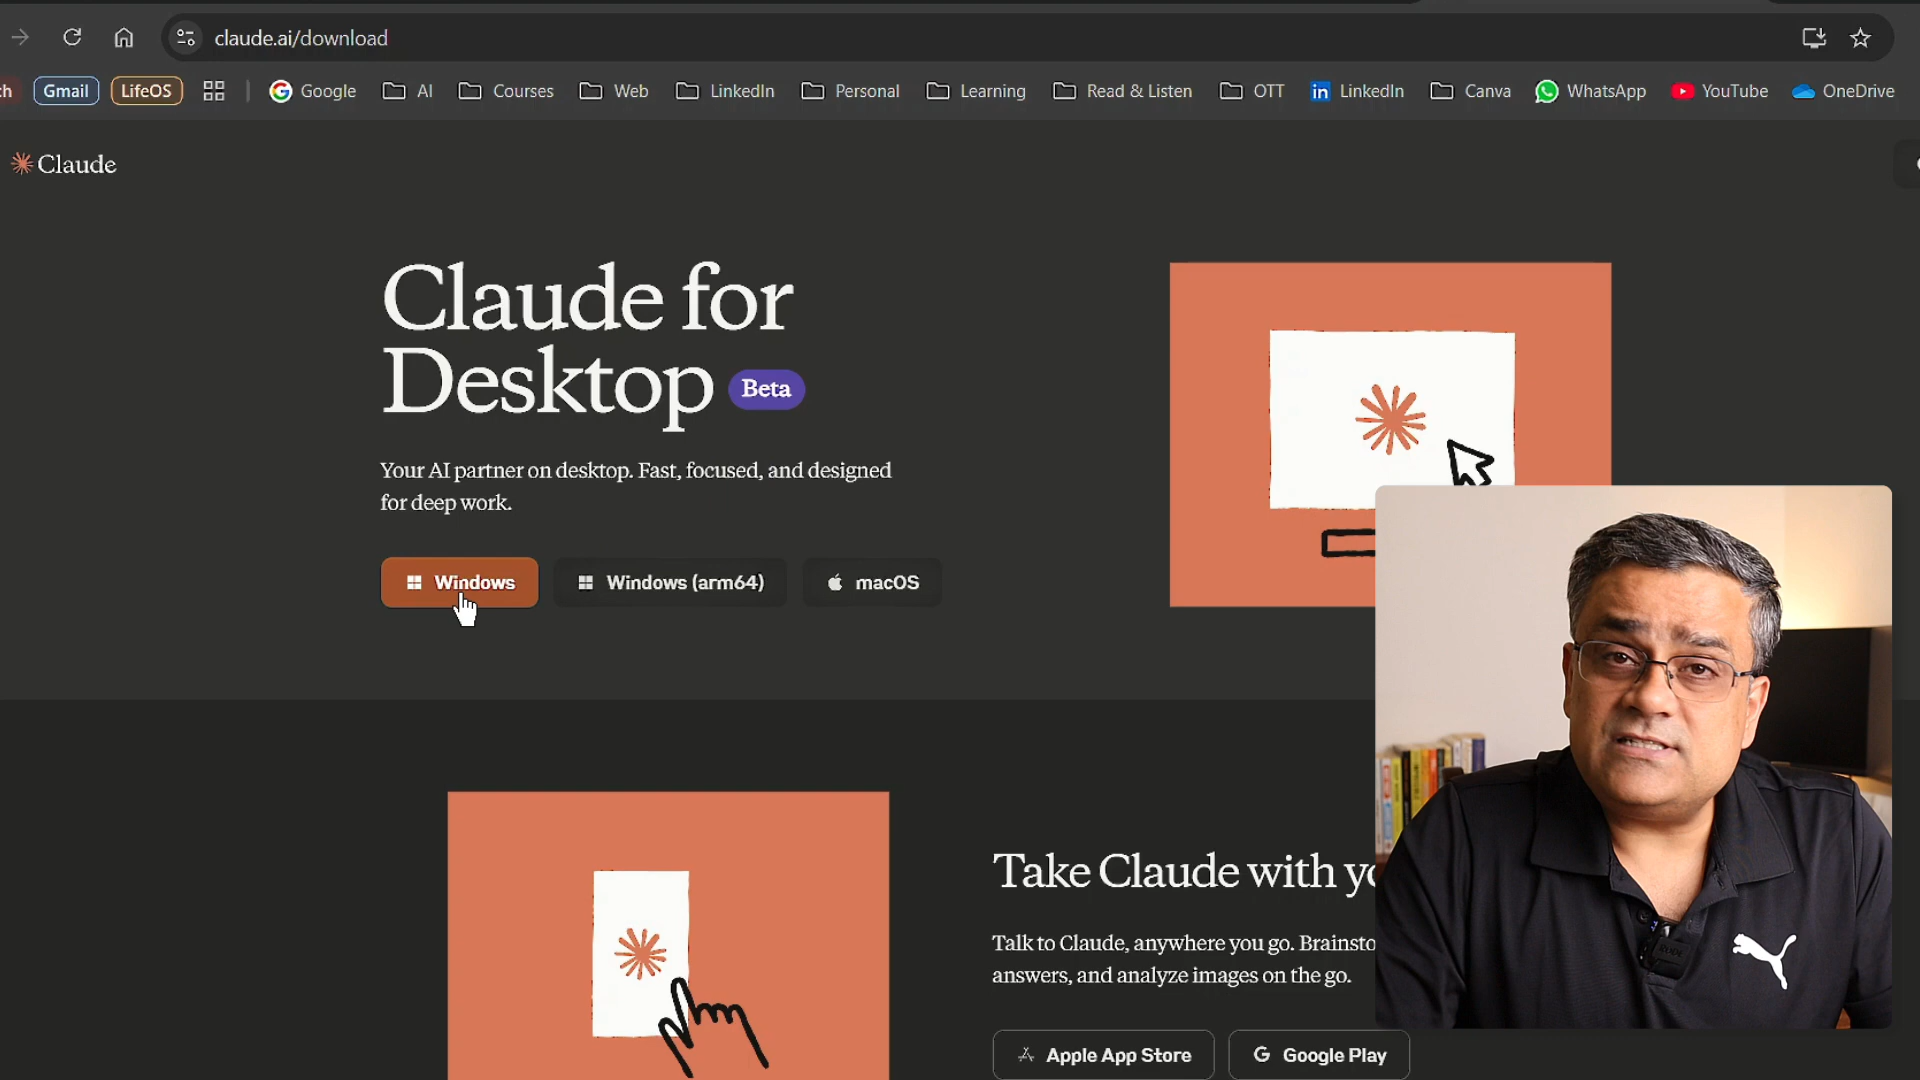 claude.ai/download
Gmail
LifeOS
Google
AI
Courses
Web
LinkedIn
Personal
Learning
Read & Listen
OTT
in
LinkedIn
Canva
WhatsApp
YouTube
OneDrive
Claude
Claude for
Desktop Beta
Your AI partner on desktop. Fast, focused, and designed
for deep work.
Windows
Windows (arm64)
macOS
Take Claude with
Talk to Claude, anywhere you go.
answers, and analyze images on the go.
Apple App Store
G Google Play